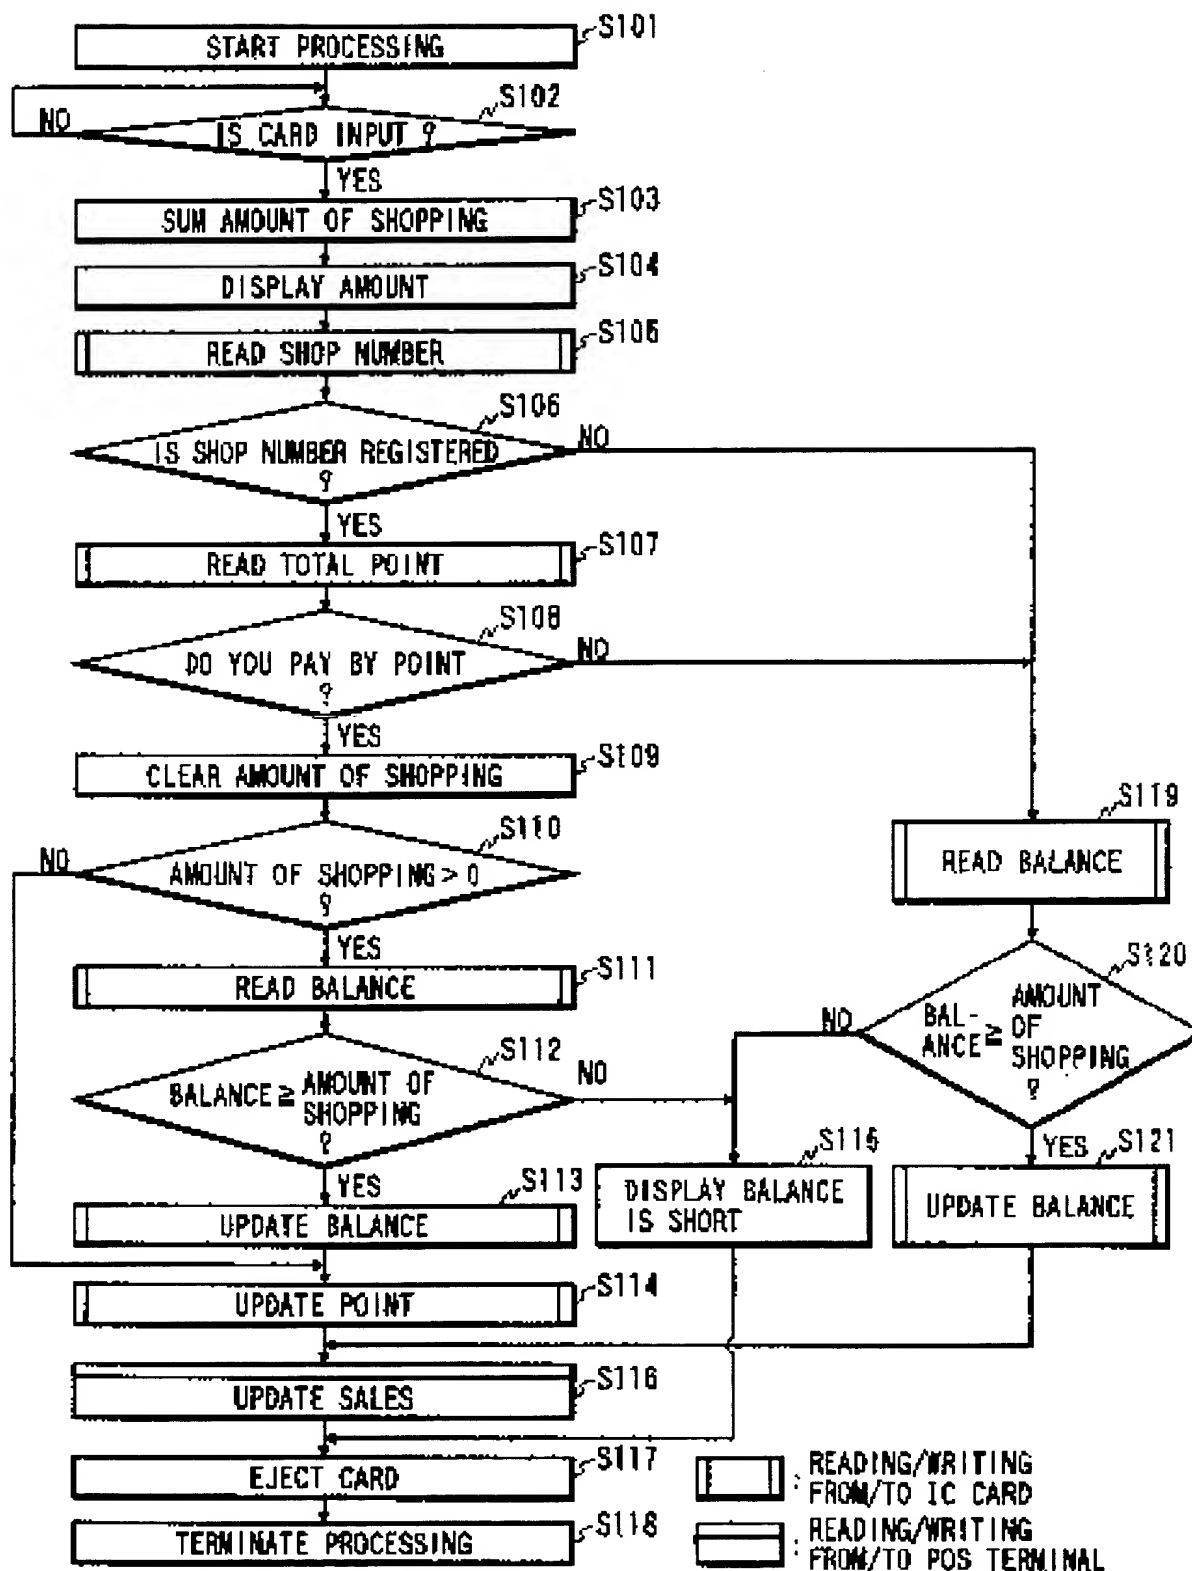 START PROCESSING
S101
S102
NO
IS CARD INPUT ?
YES
SUM AMOUNT OF SHOPPING
S103
DISPLAY AMOUNT
S104
READ SHOP NUMBER
S105
S106
IS SHOP NUMBER REGISTERED
?
NO
YES
READ TOTAL POINT
S107
S108
DO YOU PAY BY POINT
?
NO
YES
CLEAR AMOUNT OF SHOPPING
S109
S110
NO
AMOUNT OF SHOPPING > 0
?
YES
S119
READ BALANCE
READ BALANCE
S111
S120
NO
BAL-
ANCE ≧
AMOUNT
OF
SHOPPING
?
S112
BALANCE ≧ AMOUNT OF
SHOPPING
?
NO
YES
YES
S113
UPDATE BALANCE
S115
DISPLAY BALANCE
IS SHORT
S121
UPDATE BALANCE
UPDATE POINT
S114
UPDATE SALES
S116
EJECT CARD
S117
TERMINATE PROCESSING
S118
: READING/WRITING
FROM/TO IC CARD
: READING/WRITING
FROM/TO POS TERMINAL